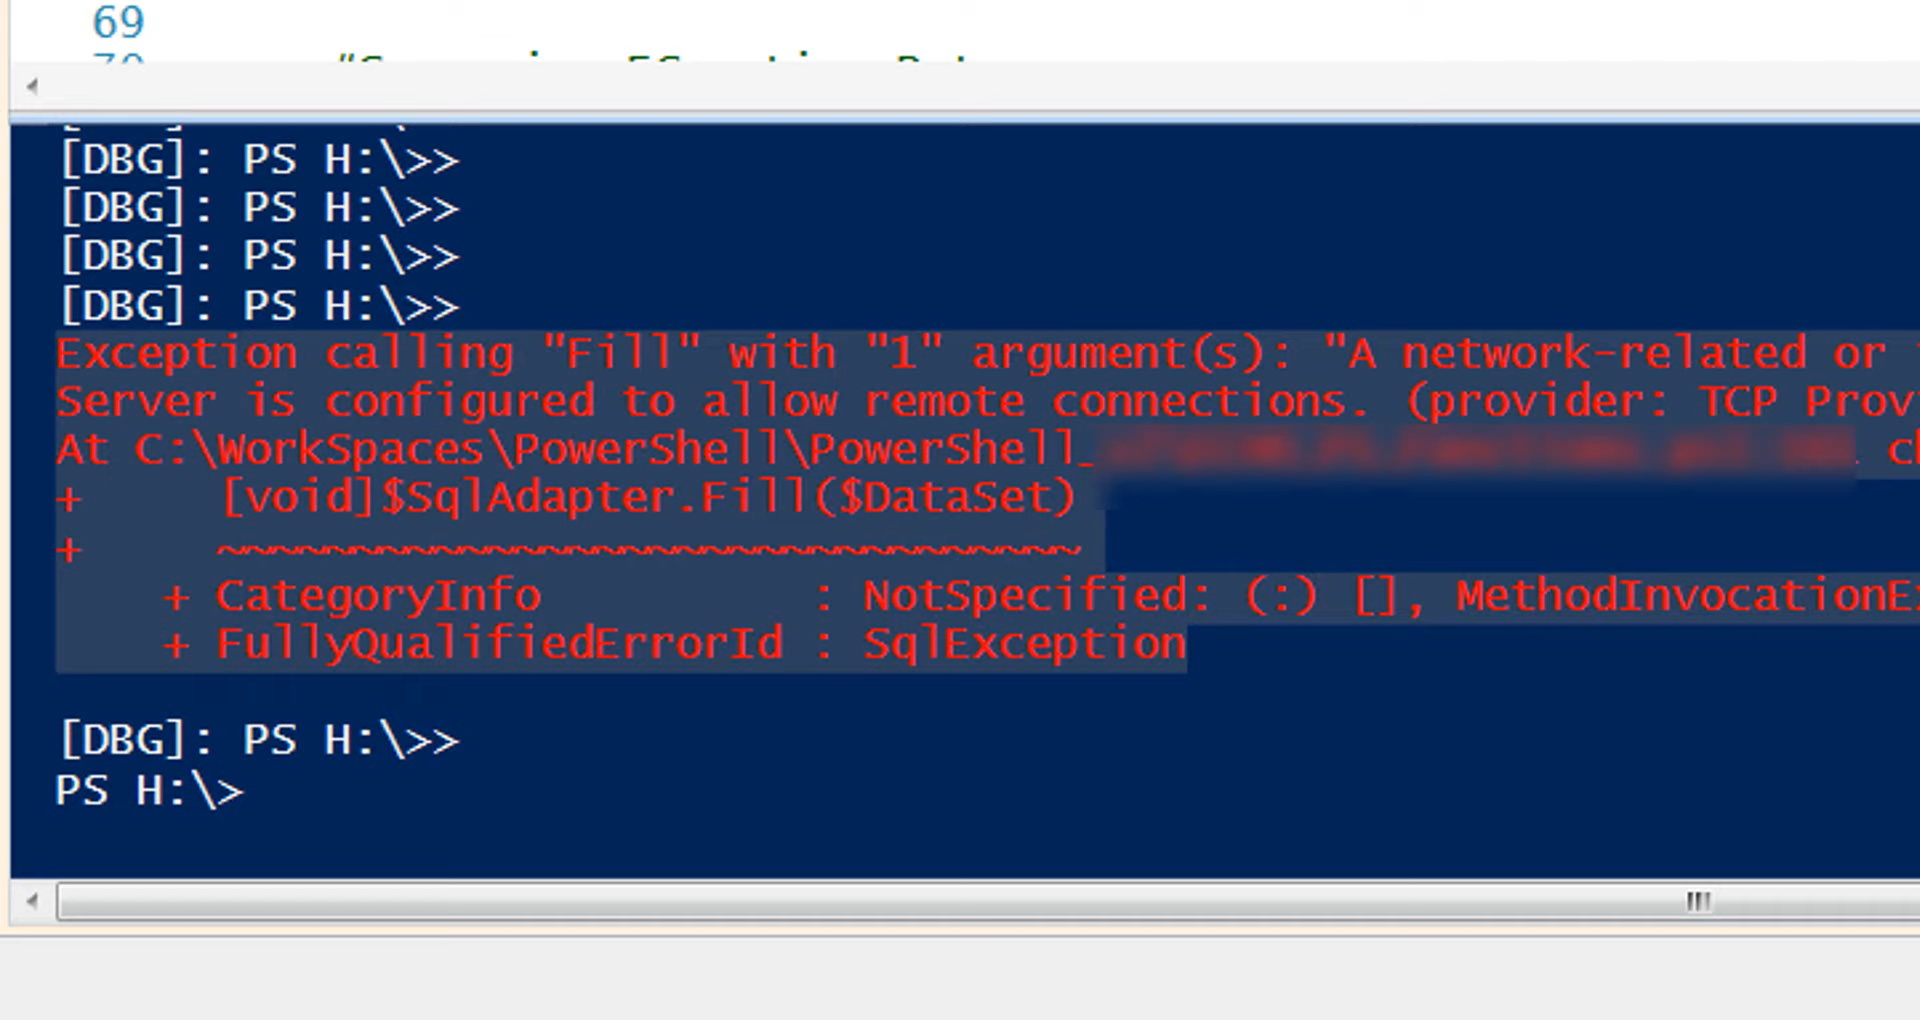 69
[DBG]: PS H:\>>
[DBG]: PS H:\>>
[DBG]: PS H:\>>
[DBG]: PS H:\>>
Exception calling "Fill" with "1" argument(s): "A network-related or
Server is configured to allow remote connections. (provider: TCP Prov
At C:\WorkSpaces\PowerShell\PowerShell_
+     [void]$SqlAdapter.Fill($DataSet)
+     ~~~~~~~~~~~~~~~~~~~~~~~~~~~~~~~~
    + CategoryInfo          : NotSpecified: (:) [], MethodInvocationE
    + FullyQualifiedErrorId : SqlException
[DBG]: PS H:\>>
PS H:\>